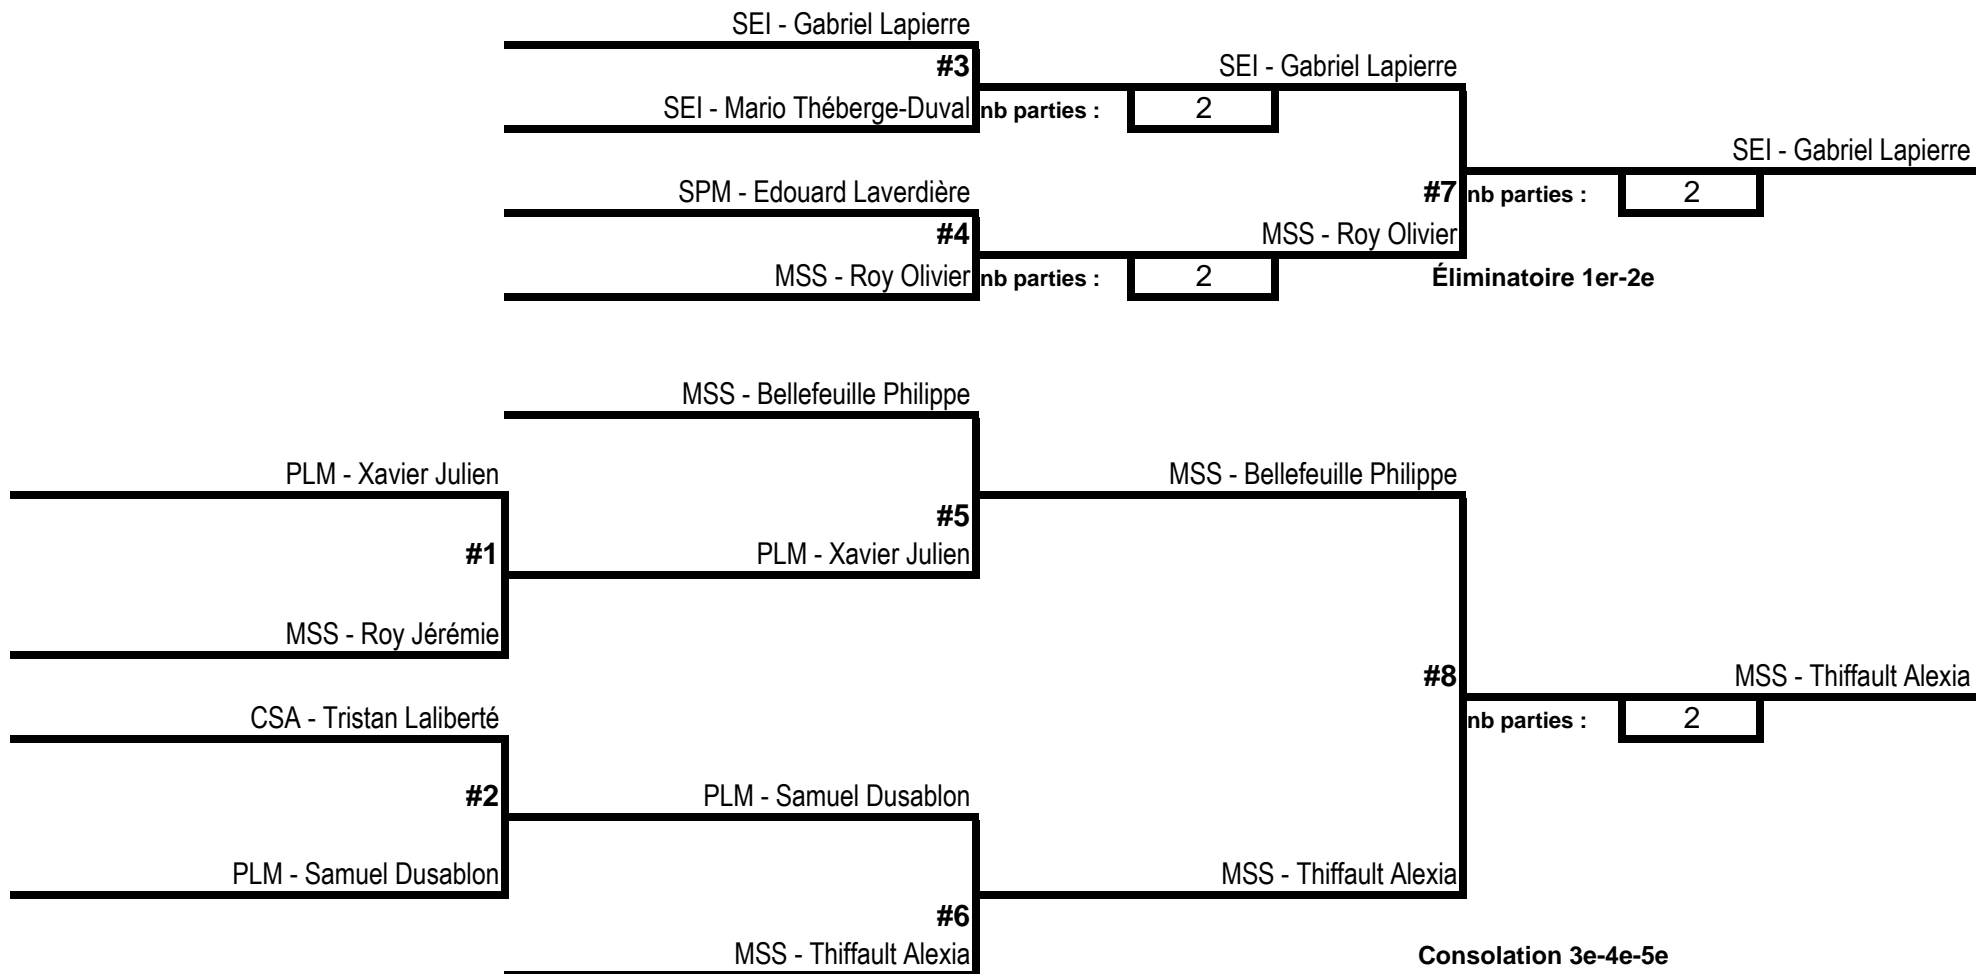 SEI - Gabriel Lapierre
#3
SEI - Gabriel Lapierre
SEI - Mario Théberge-Duval
nb parties :
2
SEI - Gabriel Lapierre
SPM - Edouard Laverdière
#7
nb parties :
2
#4
MSS - Roy Olivier
MSS - Roy Olivier
nb parties :
2
Éliminatoire 1er-2e
MSS - Bellefeuille Philippe
PLM - Xavier Julien
MSS - Bellefeuille Philippe
#5
#1
PLM - Xavier Julien
MSS - Roy Jérémie
#8
MSS - Thiffault Alexia
CSA - Tristan Laliberté
nb parties :
2
#2
PLM - Samuel Dusablon
PLM - Samuel Dusablon
MSS - Thiffault Alexia
#6
MSS - Thiffault Alexia
Consolation 3e-4e-5e